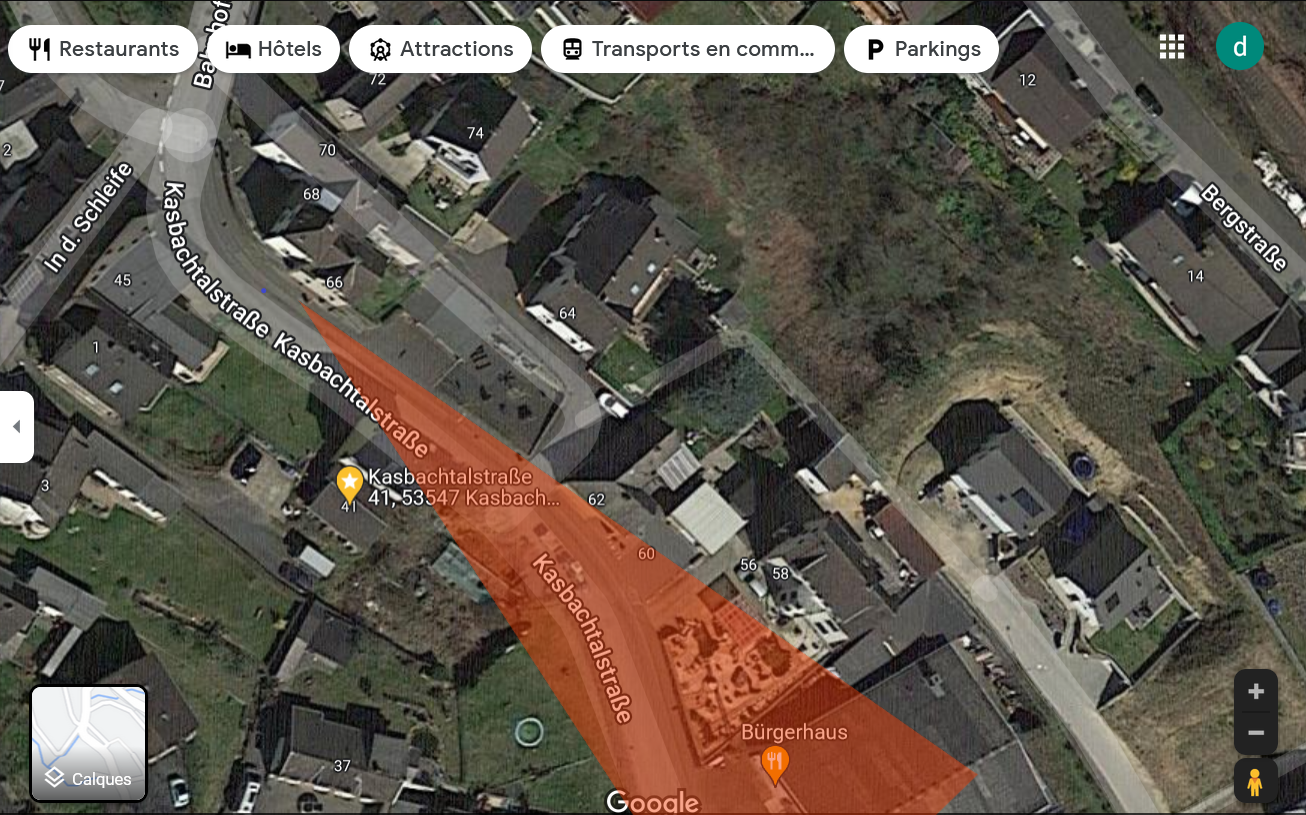 Restaurants
Hôtels
Attractions
Transports en comm...
Parkings
d
72
12
74
2
70
68
In d. Schleife
Kasbachtalstraße
Bergstraße
45
66
14
64
1
Kasbachtalstraße
3
Kasbachtalstraße
41, 53547 Kasbach...
41
62
60
56
58
Kasbachtalstraße
Bürgerhaus
37
Calques
Google